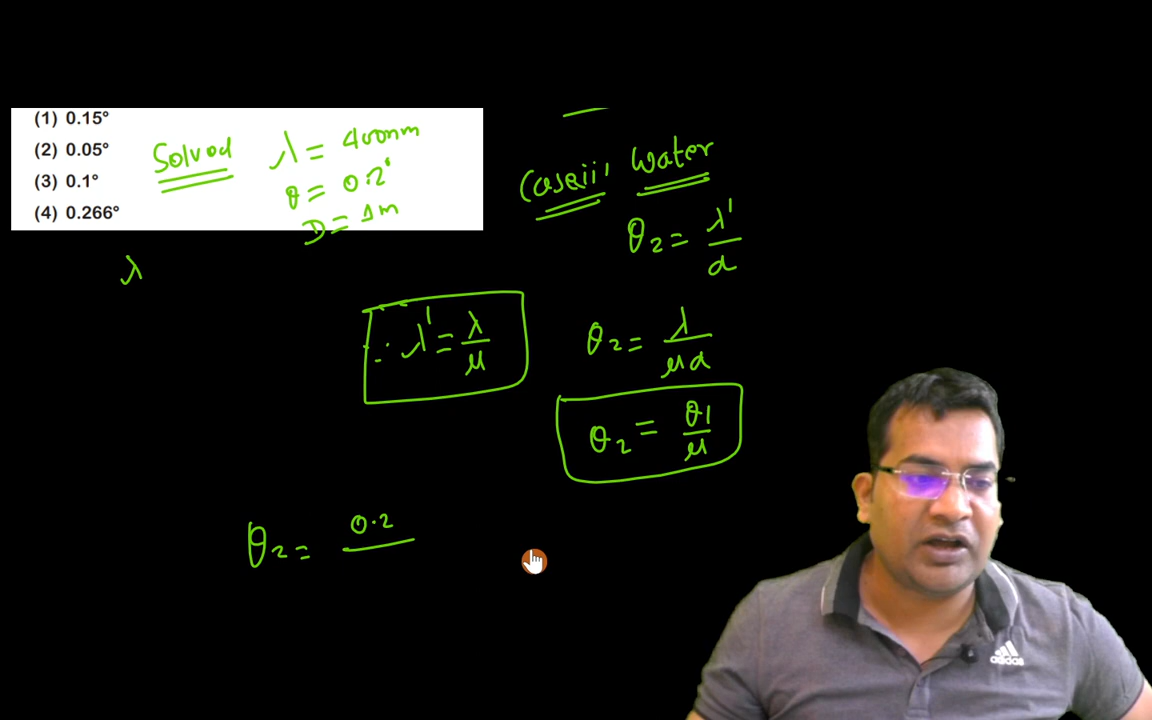 (1) 0.15°
(2) 0.05°
(3) 0.1°
(4) 0.266°
Solved
λ = 400nm
θ = 0.2°
D = 1m
λ
Case ii, Water
θ2 = λ'/d
∴ λ' = λ/μ
θ2 = λ/μd
θ2 = θ1/μ
θ2 = 0.2
adidas